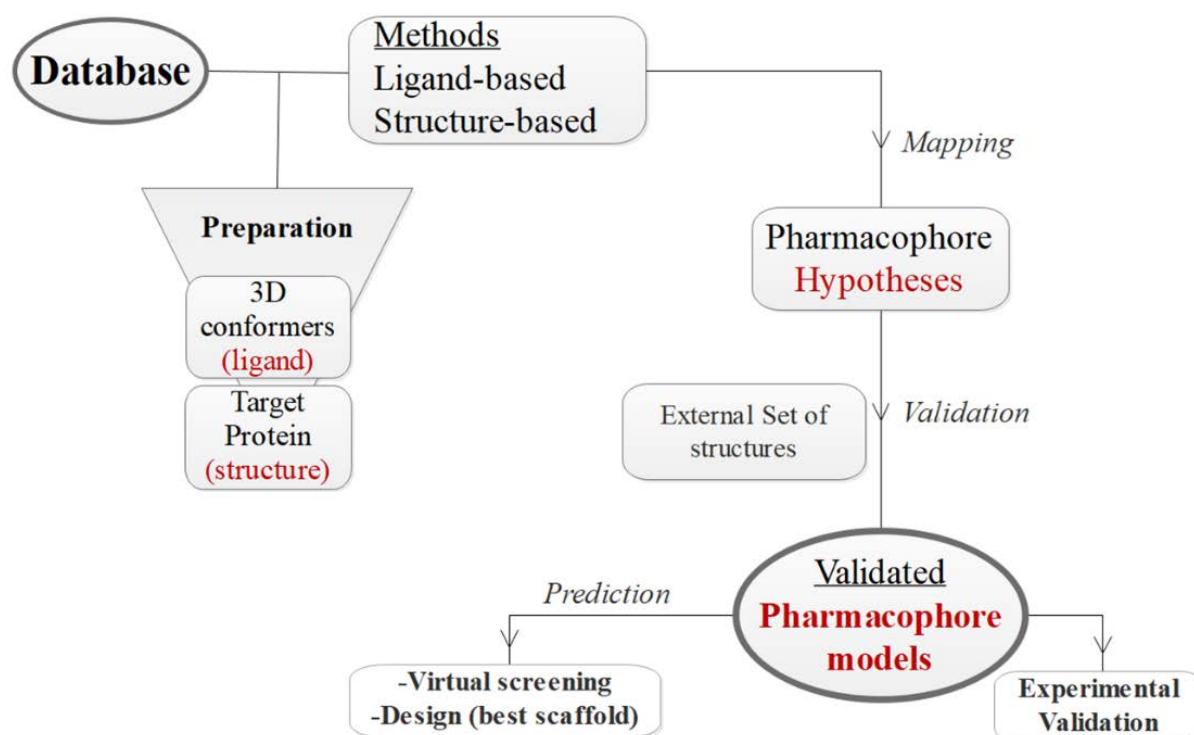 Database
Methods
Ligand-based
Structure-based
Mapping
Preparation
3D
conformers
(ligand)
Target
Protein
(structure)
Pharmacophore
Hypotheses
External Set of
structures
Validation
Validated
Pharmacophore
models
Prediction
-Virtual screening
-Design (best scaffold)
Experimental
Validation